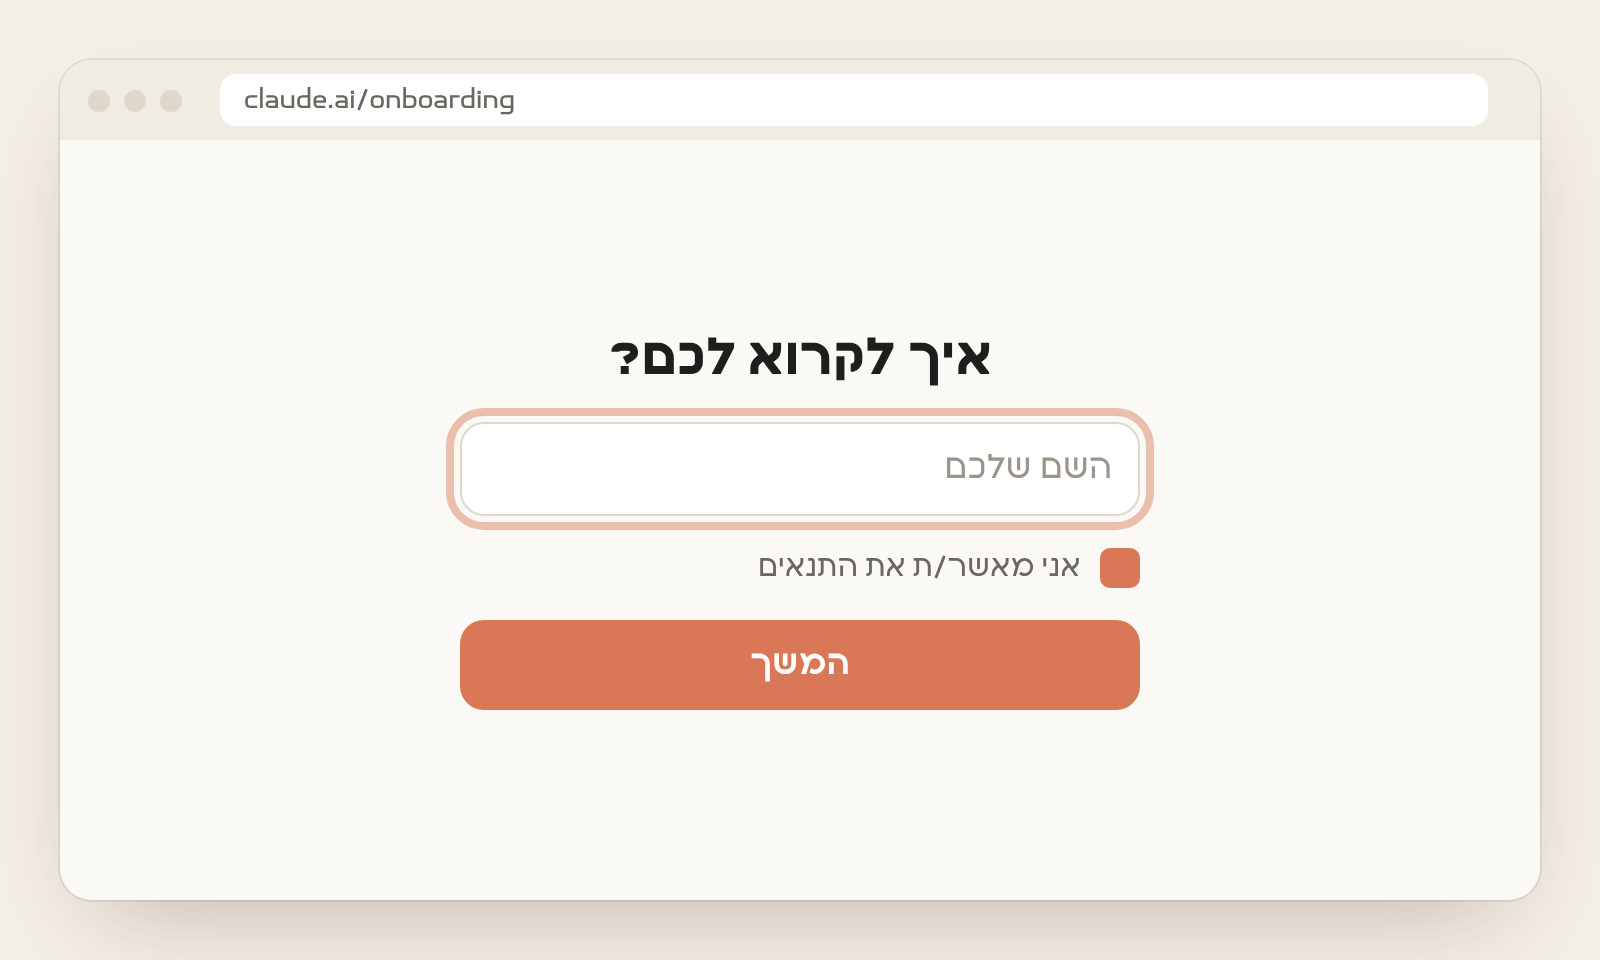 claude.ai/onboarding
איך לקרוא לכם?
השם שלכם
אני מאשר/ת את התנאים
המשך